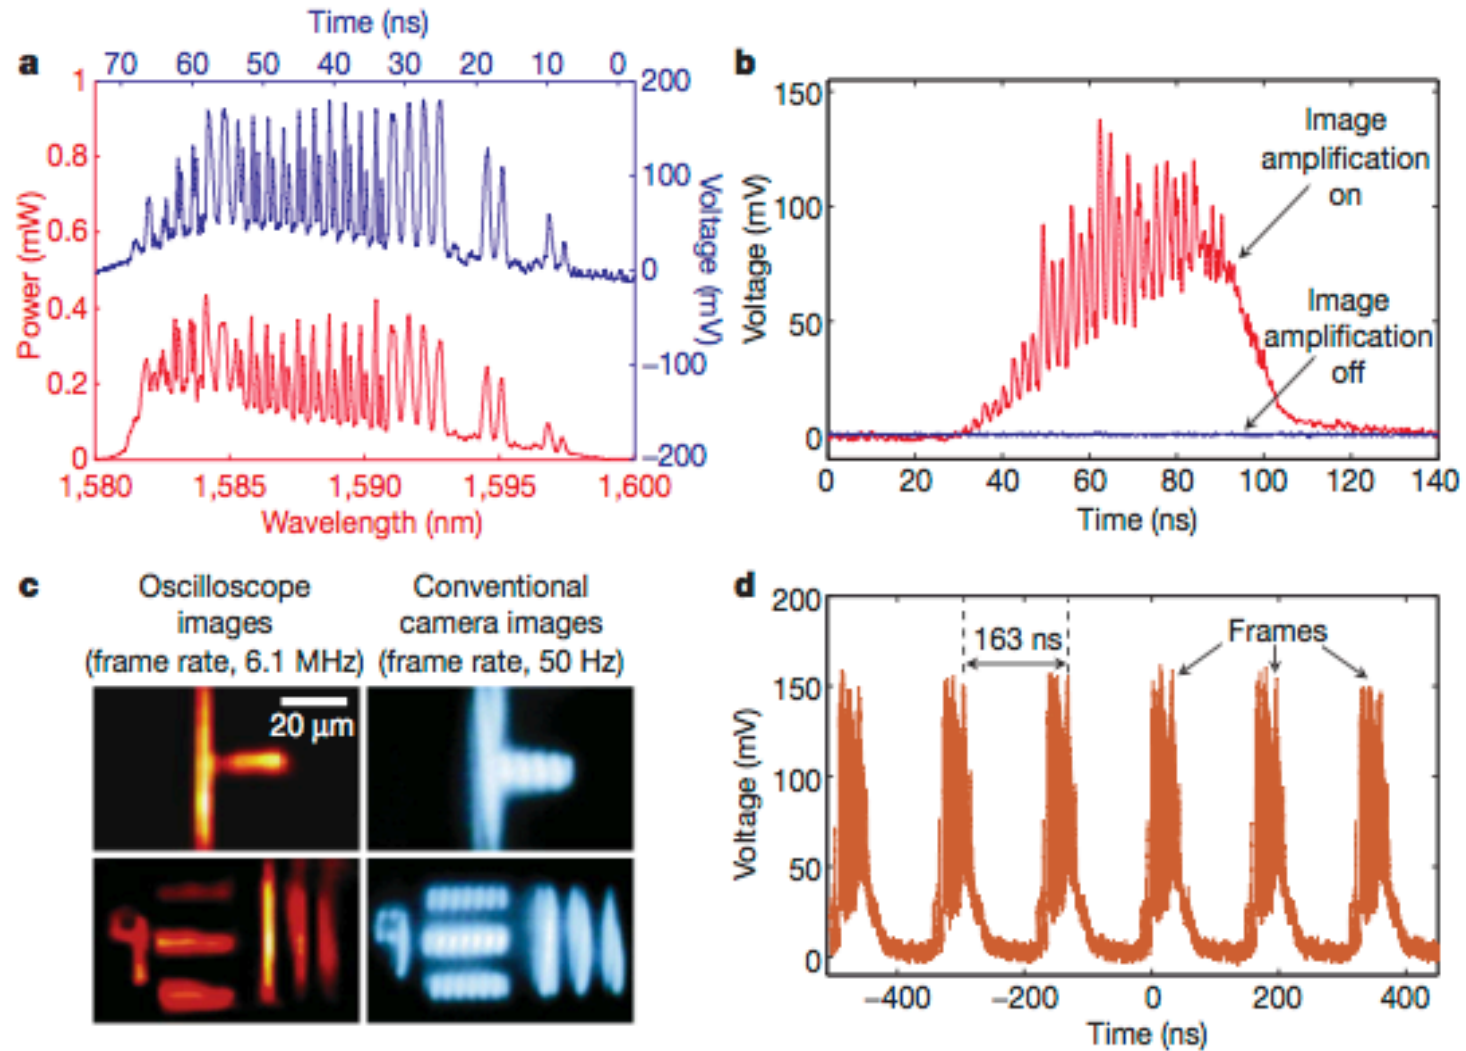 a
Time (ns)
70 60 50 40 30 20 10 0
1 200
0.8
100
0.6
0
0.4
−100
0.2
0 −200
Power (mW)
Voltage (mV)
1,580 1,585 1,590 1,595 1,600
Wavelength (nm)
b
150
100
50
0
Voltage (mV)
Image
amplification
on
Image
amplification
off
0 20 40 60 80 100 120 140
Time (ns)
c
Oscilloscope
images
(frame rate, 6.1 MHz)
Conventional
camera images
(frame rate, 50 Hz)
20 µm
d
200
150
100
50
0
Voltage (mV)
163 ns
Frames
−400 −200 0 200 400
Time (ns)